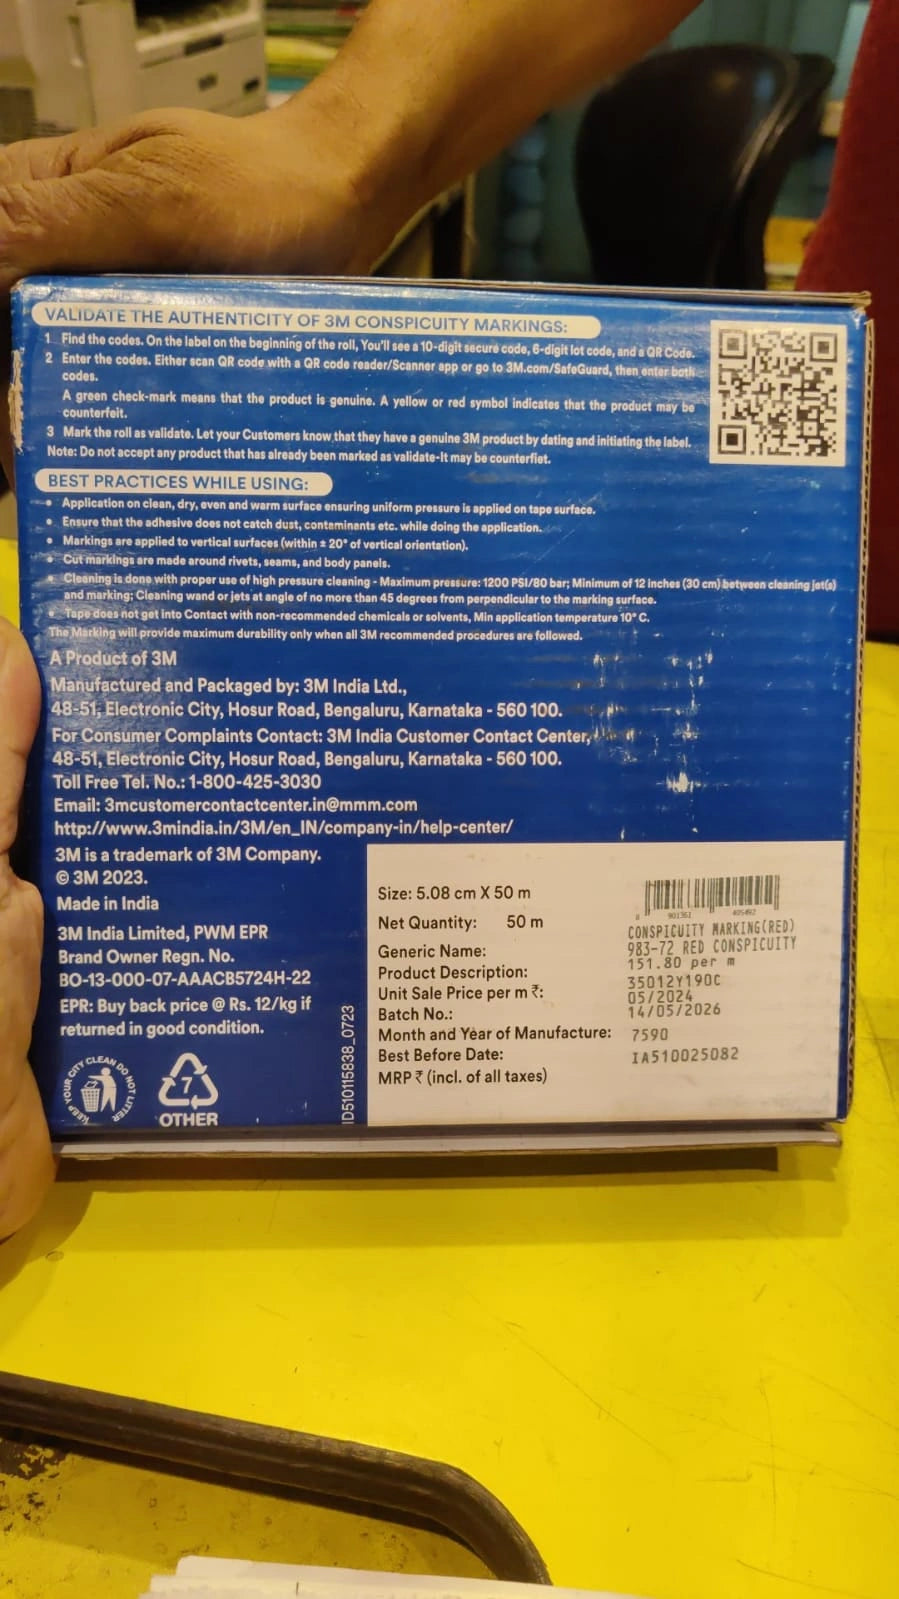 VALIDATE THE AUTHENTICITY OF 3M CONSPICUITY MARKINGS:
1 Find the codes. On the label on the beginning of the roll, You'll see a 10-digit secure code, 6-digit lot code, and a QR Code.
2 Enter the codes. Either scan QR code with a QR code reader/Scanner app or go to 3M.com/SafeGuard, then enter both
codes.
A green check-mark means that the product is genuine. A yellow or red symbol indicates that the product may be
counterfeit.
3 Mark the roll as validate. Let your Customers know that they have a genuine 3M product by dating and initiating the label.
Note: Do not accept any product that has already been marked as validate-It may be counterfiet.
BEST PRACTICES WHILE USING:
• Application on clean, dry, even and warm surface ensuring uniform pressure is applied on tape surface.
• Ensure that the adhesive does not catch dust, contaminants etc. while doing the application.
• Markings are applied to vertical surfaces (within ± 20° of vertical orientation).
• Cut markings are made around rivets, seams, and body panels.
• Cleaning is done with proper use of high pressure cleaning - Maximum pressure: 1200 PSI/80 bar; Minimum of 12 inches (30 cm) between cleaning jet(s)
and marking; Cleaning wand or jets at angle of no more than 45 degrees from perpendicular to the marking surface.
• Tape does not get into Contact with non-recommended chemicals or solvents, Min application temperature 10° C.
The Marking will provide maximum durability only when all 3M recommended procedures are followed.
A Product of 3M
Manufactured and Packaged by: 3M India Ltd.,
48-51, Electronic City, Hosur Road, Bengaluru, Karnataka - 560 100.
For Consumer Complaints Contact: 3M India Customer Contact Center,
48-51, Electronic City, Hosur Road, Bengaluru, Karnataka - 560 100.
Toll Free Tel. No.: 1-800-425-3030
Email: 3mcustomercontactcenter.in@mmm.com
http://www.3mindia.in/3M/en_IN/company-in/help-center/
3M is a trademark of 3M Company.
© 3M 2023.
Made in India
3M India Limited, PWM EPR
Brand Owner Regn. No.
BO-13-000-07-AAACB5724H-22
EPR: Buy back price @ Rs. 12/kg if
returned in good condition.
KEEP YOUR CITY CLEAN DO NOT LITTER
7
OTHER
ID510115838_0723
Size: 5.08 cm X 50 m
Net Quantity: 50 m
Generic Name:
Product Description:
Unit Sale Price per m ₹:
Batch No.:
Month and Year of Manufacture:
Best Before Date:
MRP ₹ (incl. of all taxes)
8 901361 405492
CONSPICUITY MARKING(RED)
983-72 RED CONSPICUITY
151.80 per m
35012Y190C
05/2024
14/05/2026
7590
IA510025082